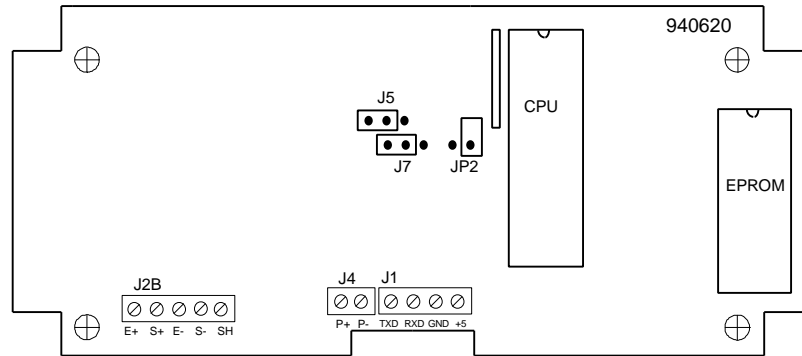 940620
J5
CPU
J7
JP2
EPROM
J2B
J4
J1
E+ S+ E- S- SH
P+ P- TXD RXD GND +5